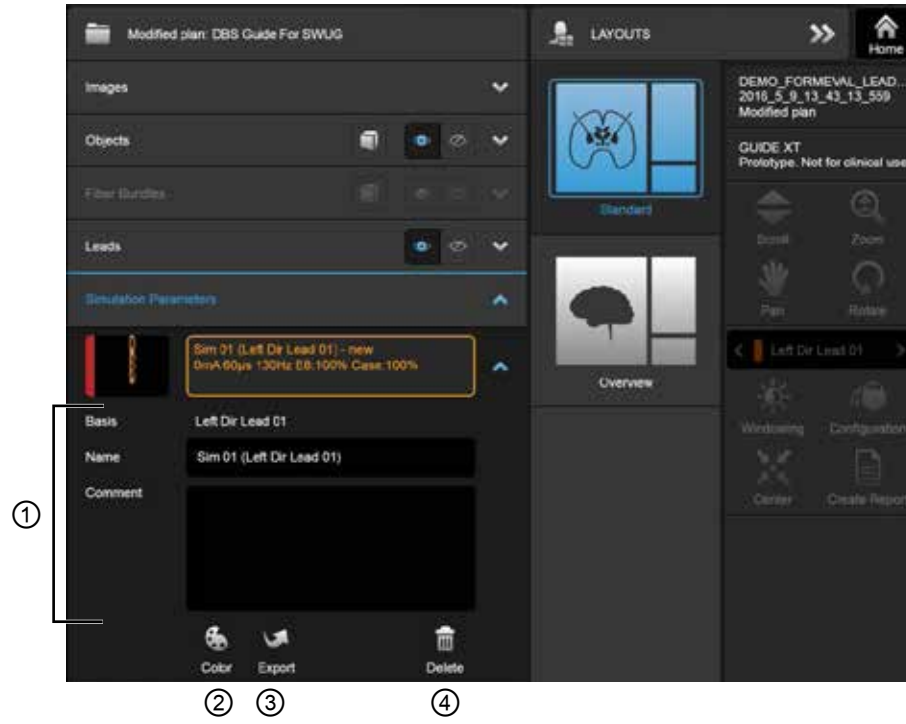 Modified plan: DBS Guide For SWUG
Images
Objects
Fiber Bundles
Leads
Simulation Parameters
Sim 01 (Left Dir Lead 01) - new
0mA 60µs 130Hz E8:100% Case:100%
Basis
Left Dir Lead 01
Name
Sim 01 (Left Dir Lead 01)
Comment
Color
Export
Delete
LAYOUTS
Standard
Overview
Home
DEMO_FORMEVAL_LEAD...
2016_5_9_13_43_13_559
Modified plan
GUIDE XT
Prototype. Not for clinical use
Scroll
Zoom
Pan
Rotate
Left Dir Lead 01
Windowing
Configuration
Center
Create Report
1
2
3
4